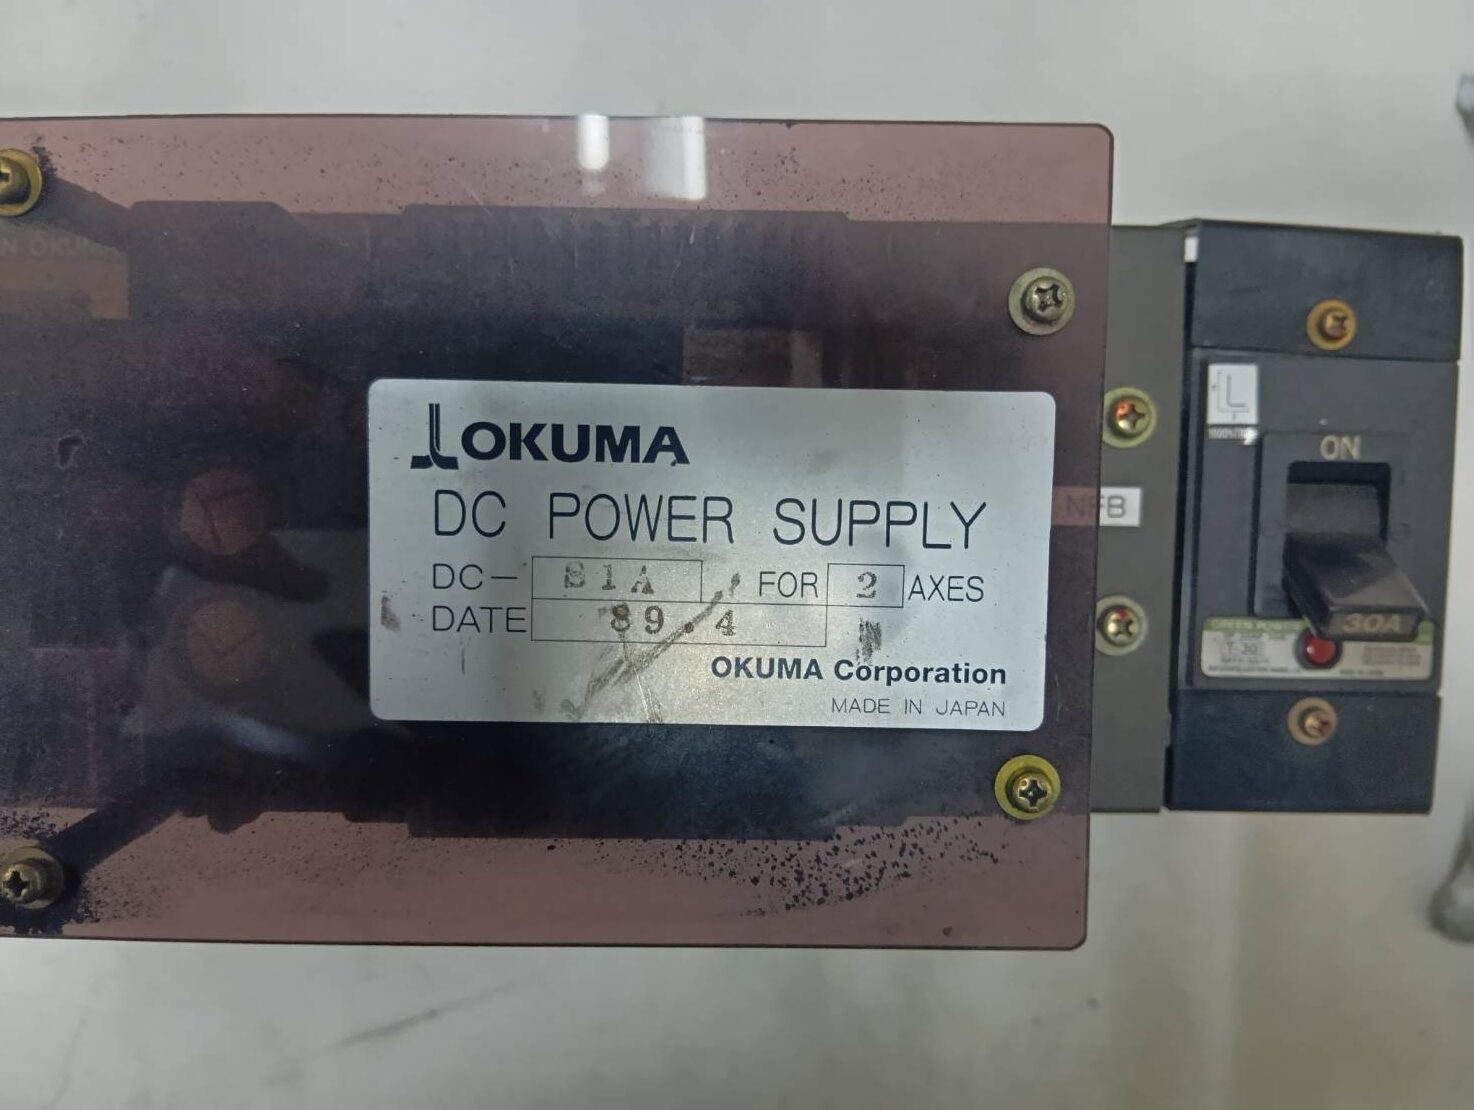 OKUMA
DC POWER SUPPLY
DC- S1A FOR 2 AXES
DATE 89.4
OKUMA Corporation
MADE IN JAPAN
NFB
ON
30A